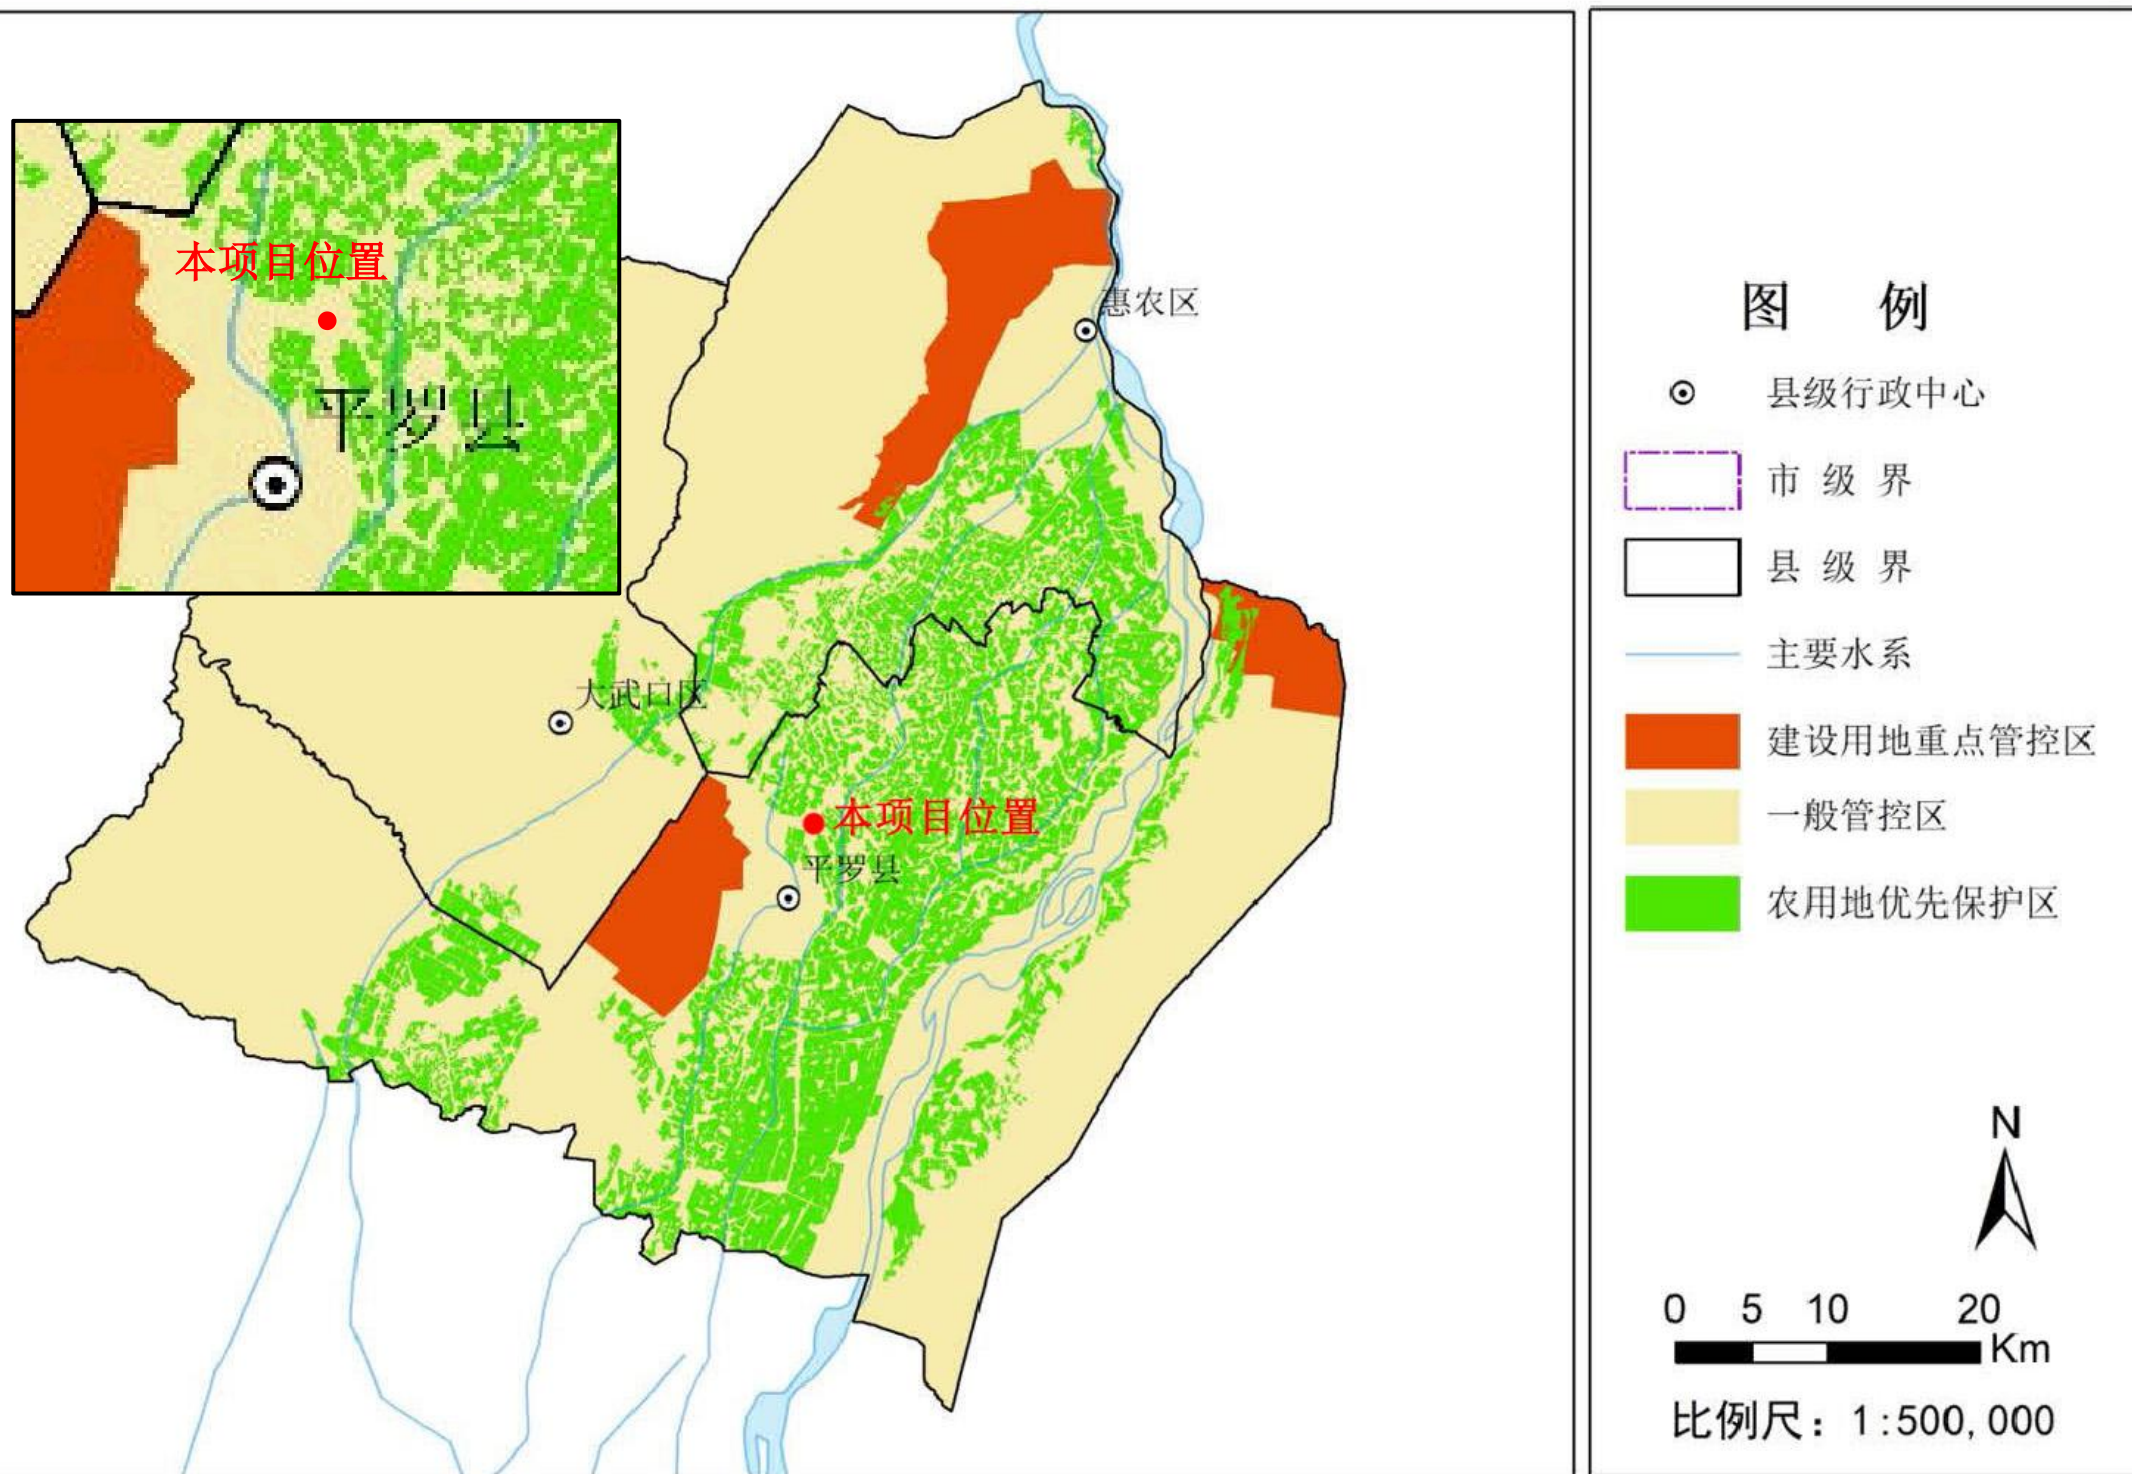 本项目位置
平罗县
惠农区
大武口区
本项目位置
平罗县
图 例
县级行政中心
市 级 界
县 级 界
主要水系
建设用地重点管控区
一般管控区
农用地优先保护区
N
0 5 10 20
Km
比例尺：1:500,000